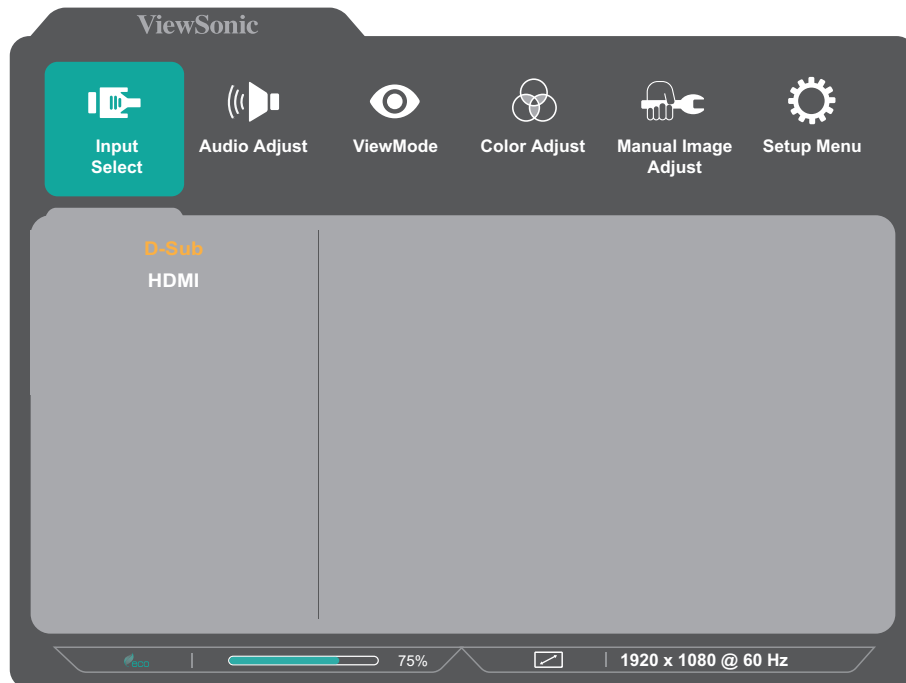 ViewSonic
Input
Select
Audio Adjust
ViewMode
Color Adjust
Manual Image
Adjust
Setup Menu
D-Sub
HDMI
eco
75%
1920 x 1080 @ 60 Hz